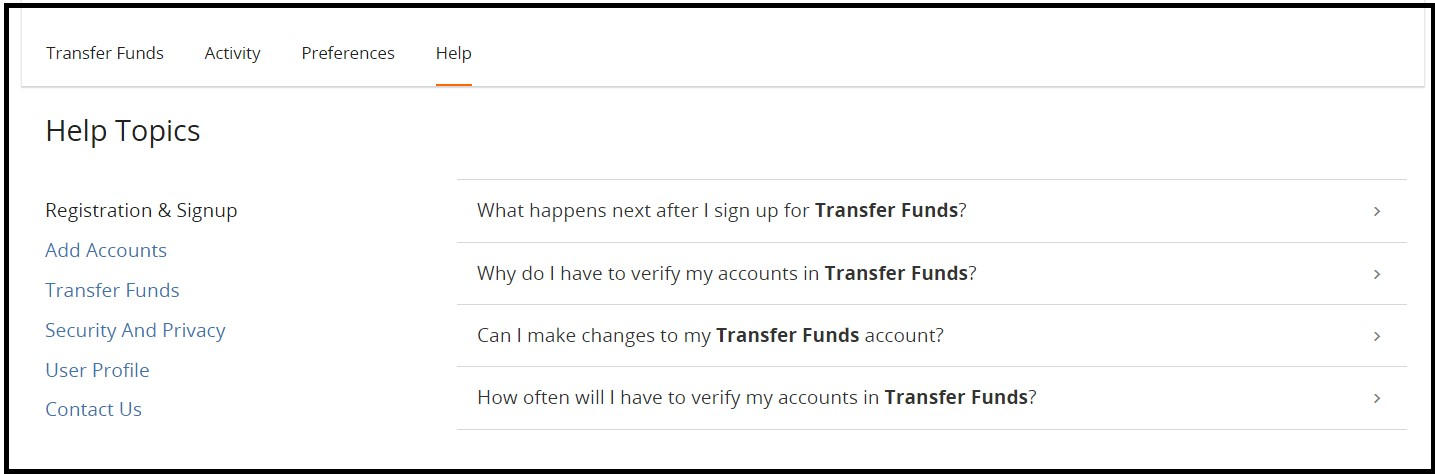 Transfer Funds Activity Preferences Help
Help Topics
Registration & Signup
Add Accounts
Transfer Funds
Security And Privacy
User Profile
Contact Us
What happens next after I sign up for Transfer Funds?
Why do I have to verify my accounts in Transfer Funds?
Can I make changes to my Transfer Funds account?
How often will I have to verify my accounts in Transfer Funds?